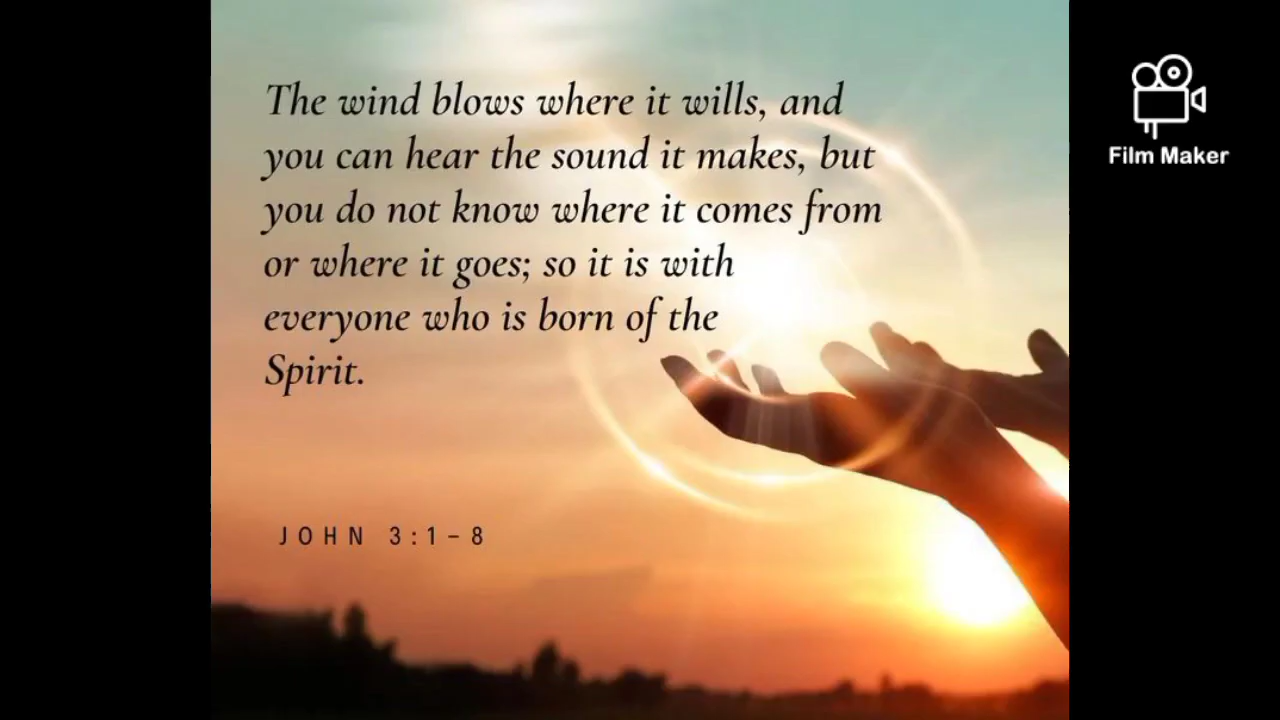 The wind blows where it wills, and
you can hear the sound it makes, but
you do not know where it comes from
or where it goes; so it is with
everyone who is born of the
Spirit.
JOHN 3:1-8
Film Maker